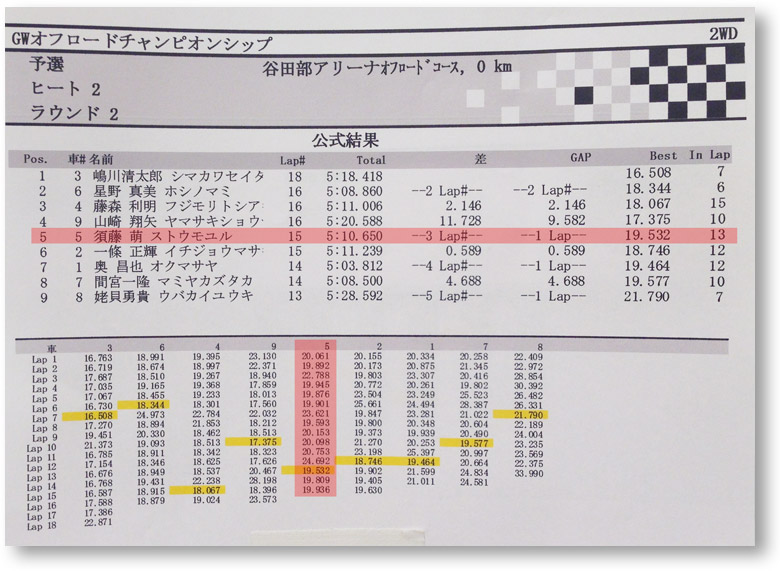 GWオフロードチャンピオンシップ 2WD
予選 谷田部アリーナオフロードコース, 0 km
ヒート 2
ラウンド 2
公式結果
Pos. 車# 名前 Lap# Total 差 GAP Best In Lap
1 3 嶋川清太郎 シマカワセイタ 18 5:18.418 16.508 7
2 6 星野 真美 ホシノマミ 16 5:08.860 --2 Lap#-- --2 Lap#-- 18.344 6
3 4 藤森 利明 フジモリトシア 16 5:11.006 2.146 2.146 18.067 15
4 9 山崎 翔矢 ヤマサキショウ 16 5:20.588 11.728 9.582 17.375 10
5 5 須藤 萌 ストウモユル 15 5:10.650 --3 Lap#-- --1 Lap#-- 19.532 13
6 2 一條 正輝 イチジョウマサ 15 5:11.239 0.589 0.589 18.746 12
7 1 奥 昌也 オクマサヤ 14 5:03.812 --4 Lap#-- --1 Lap#-- 19.464 12
8 7 間宮一隆 マミヤカズタカ 14 5:08.500 4.688 4.688 19.577 10
9 8 姥貝勇貴 ウバカイユウキ 13 5:28.592 --5 Lap#-- --1 Lap#-- 21.790 7
車 3 6 4 9 5 2 1 7 8
Lap 1 16.763 18.991 19.395 23.130 20.061 20.155 20.334 20.258 22.409
Lap 2 16.719 18.674 18.997 22.371 19.892 20.173 20.875 21.345 22.972
Lap 3 17.687 18.510 19.267 18.940 22.788 19.803 23.307 20.416 28.854
Lap 4 17.035 19.165 18.368 17.859 19.945 20.772 20.261 19.802 30.392
Lap 5 17.067 18.455 19.233 18.013 19.876 23.504 23.249 25.523 26.482
Lap 6 16.730 18.344 18.301 17.560 19.901 25.661 24.494 28.387 26.331
Lap 7 16.508 24.973 22.784 22.032 23.621 19.847 23.281 21.022 21.790
Lap 8 17.270 18.894 21.853 18.212 19.593 20.800 20.348 20.604 22.189
Lap 9 19.451 20.330 18.462 18.513 20.153 19.373 19.939 20.490 24.004
Lap 10 21.373 19.093 18.513 17.375 20.098 21.270 20.253 19.577 23.235
Lap 11 16.785 18.911 18.342 18.323 20.753 23.198 25.397 20.997 23.569
Lap 12 17.154 18.346 18.625 17.626 24.692 18.746 19.464 20.664 22.375
Lap 13 16.676 18.949 18.537 20.467 19.532 19.902 21.599 24.834 33.990
Lap 14 16.768 19.431 22.238 18.198 19.809 19.405 21.011 24.581
Lap 15 16.587 18.915 18.067 18.396 19.936 19.630
Lap 16 17.588 18.879 19.024 23.573
Lap 17 17.386
Lap 18 22.871